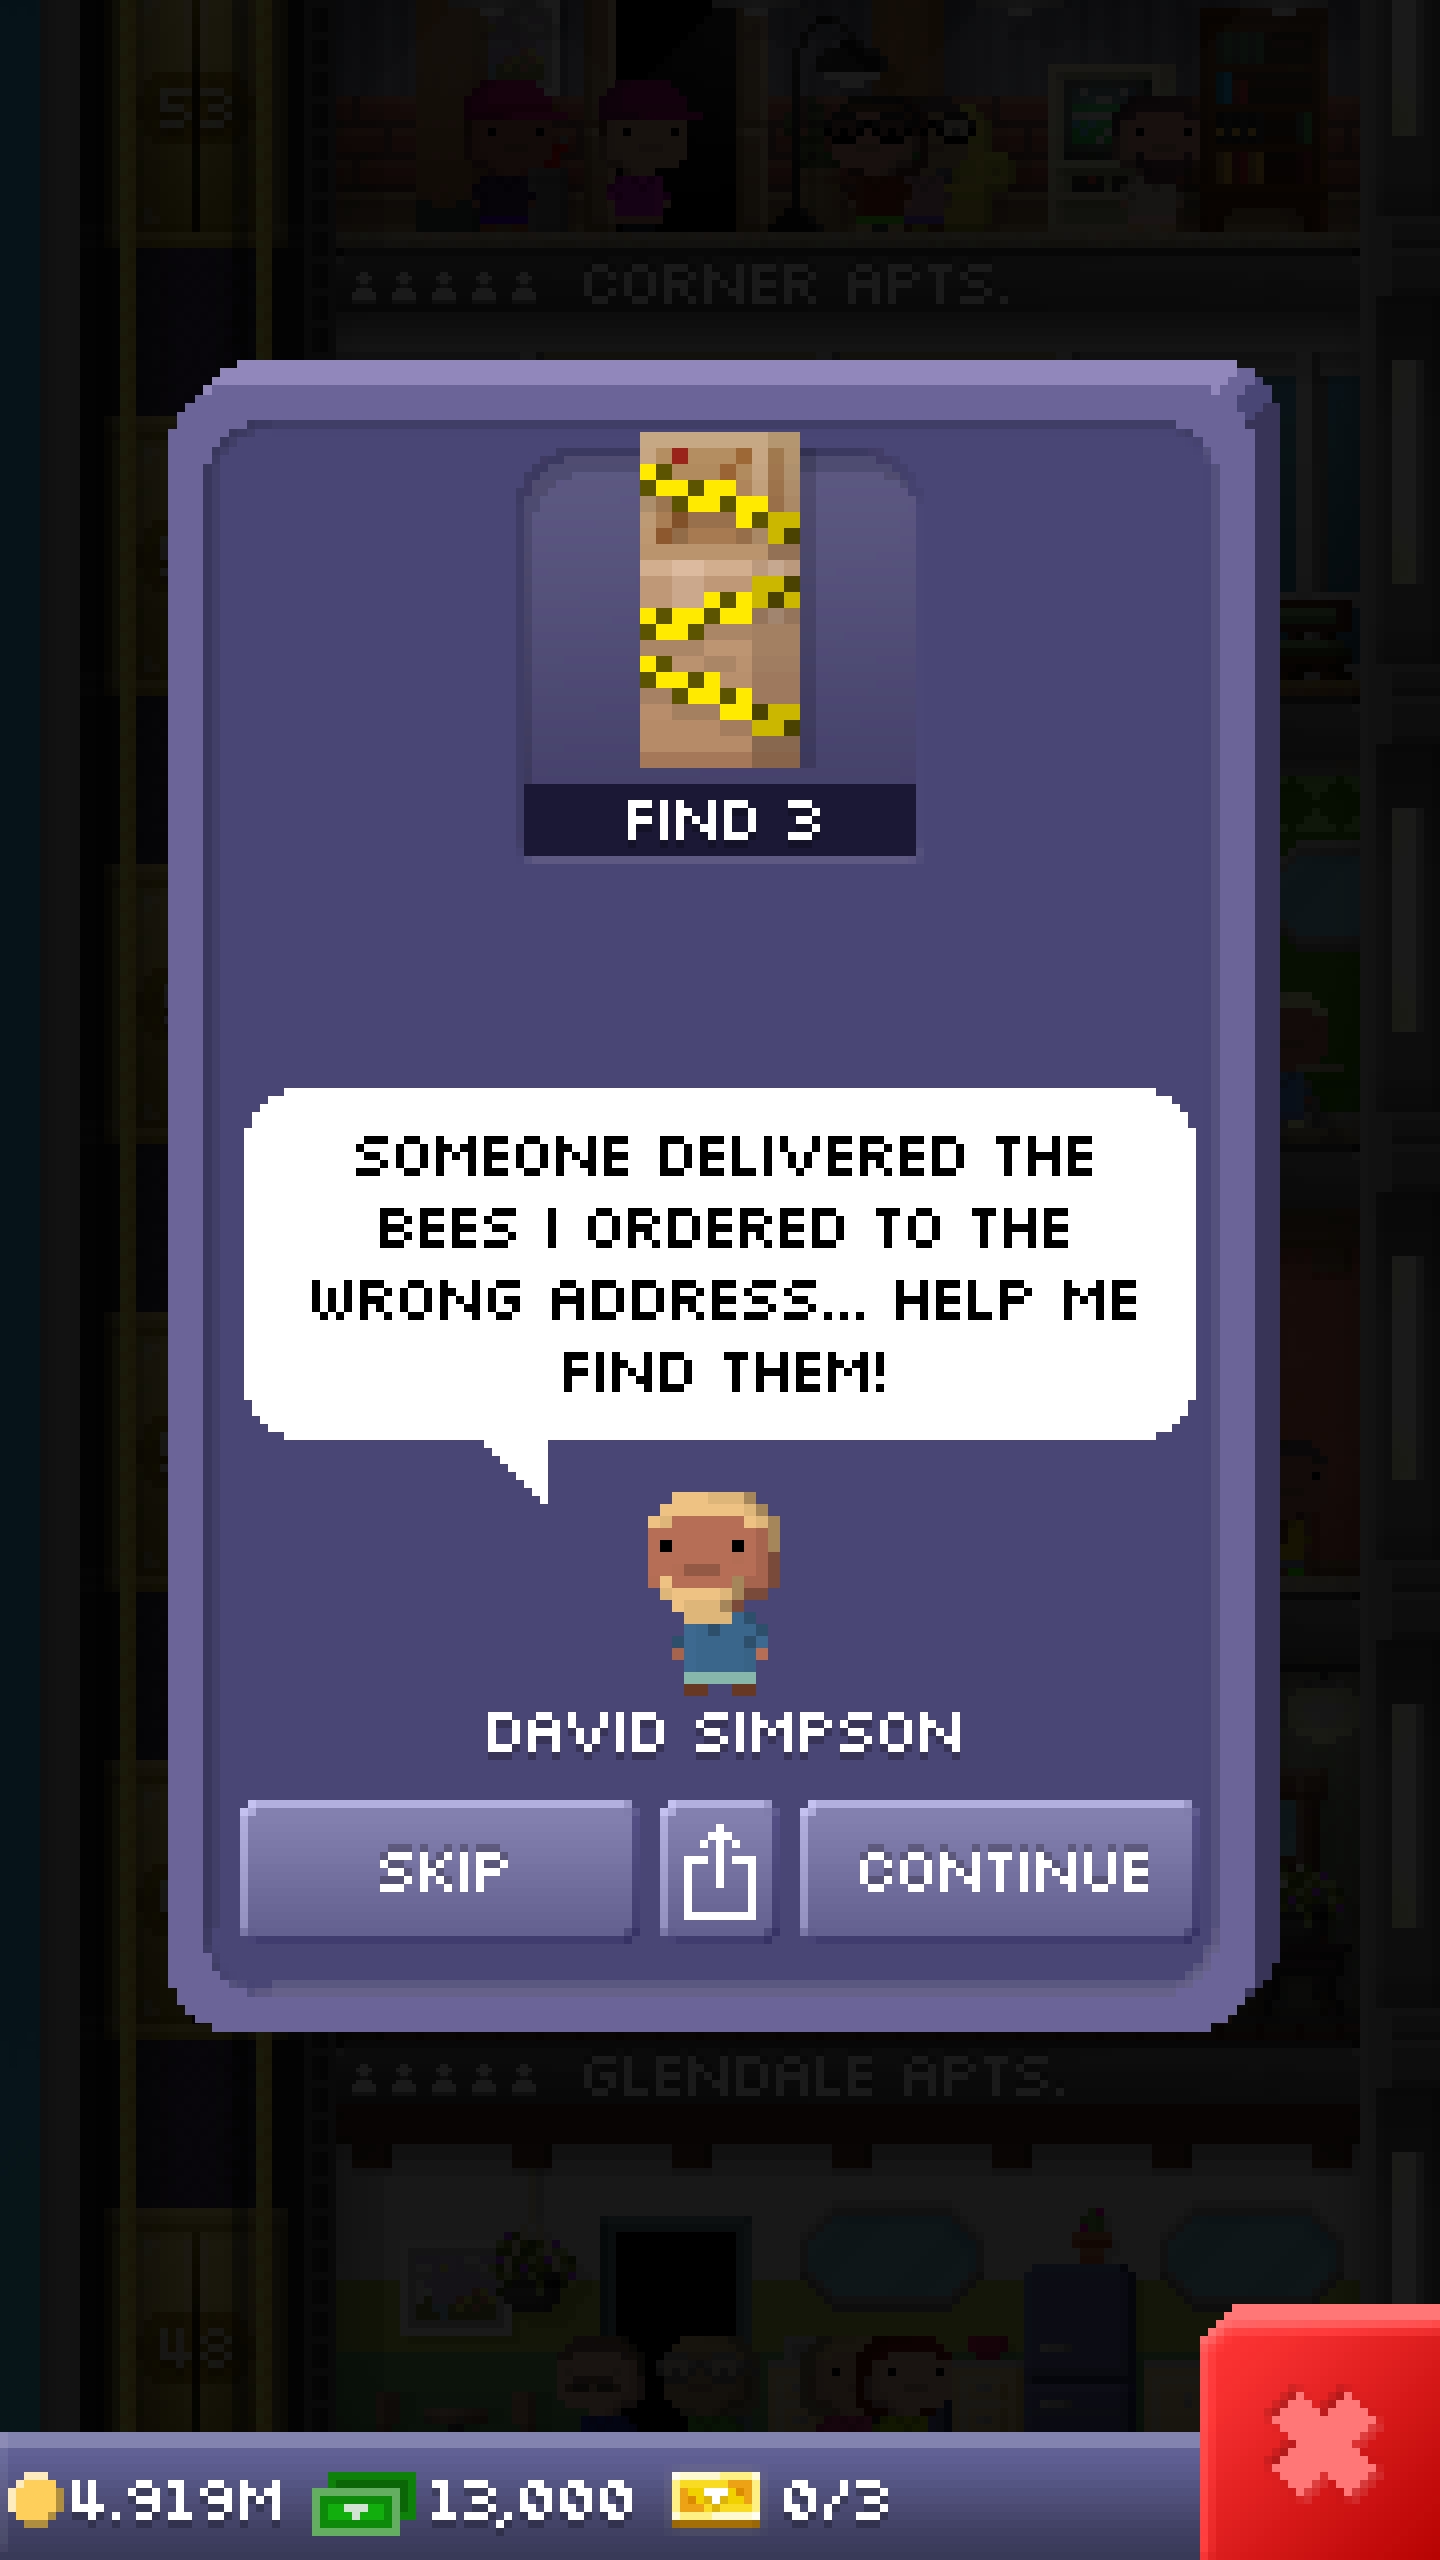 53
CORNER APTS.
FIND 3
SOMEONE DELIVERED THE
BEES I ORDERED TO THE
WRONG ADDRESS... HELP ME
FIND THEM!
DAVID SIMPSON
SKIP
CONTINUE
GLENDALE APTS.
48
4.919M 13,000 0/3